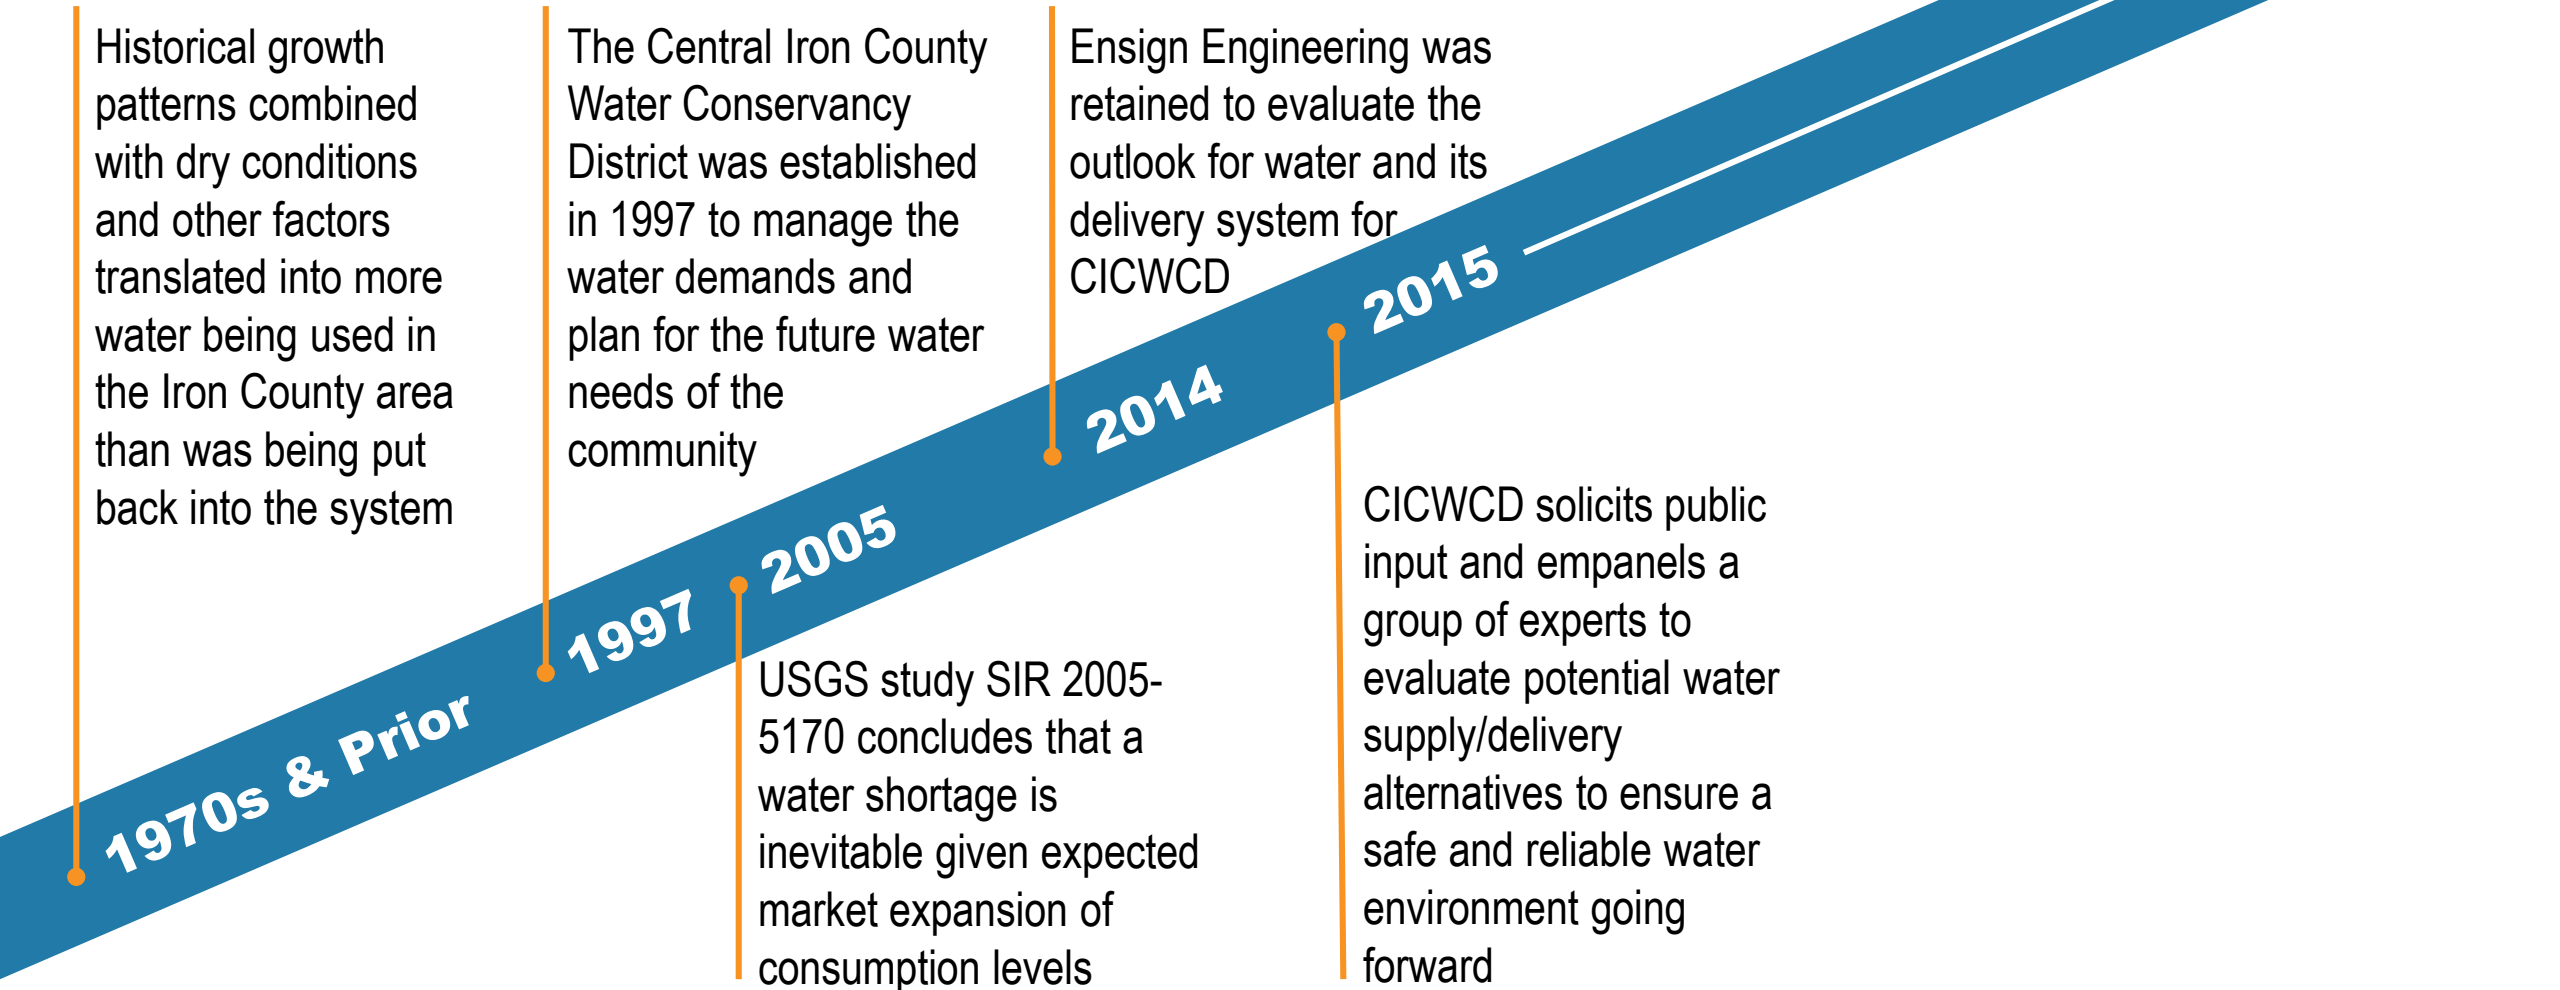 Historical growth
patterns combined
with dry conditions
and other factors
translated into more
water being used in
the Iron County area
than was being put
back into the system
1970s & Prior
The Central Iron County
Water Conservancy
District was established
in 1997 to manage the
water demands and
plan for the future water
needs of the
community
1997
2005
USGS study SIR 2005-
5170 concludes that a
water shortage is
inevitable given expected
market expansion of
consumption levels
Ensign Engineering was
retained to evaluate the
outlook for water and its
delivery system for
CICWCD
2014
2015
CICWCD solicits public
input and empanels a
group of experts to
evaluate potential water
supply/delivery
alternatives to ensure a
safe and reliable water
environment going
forward